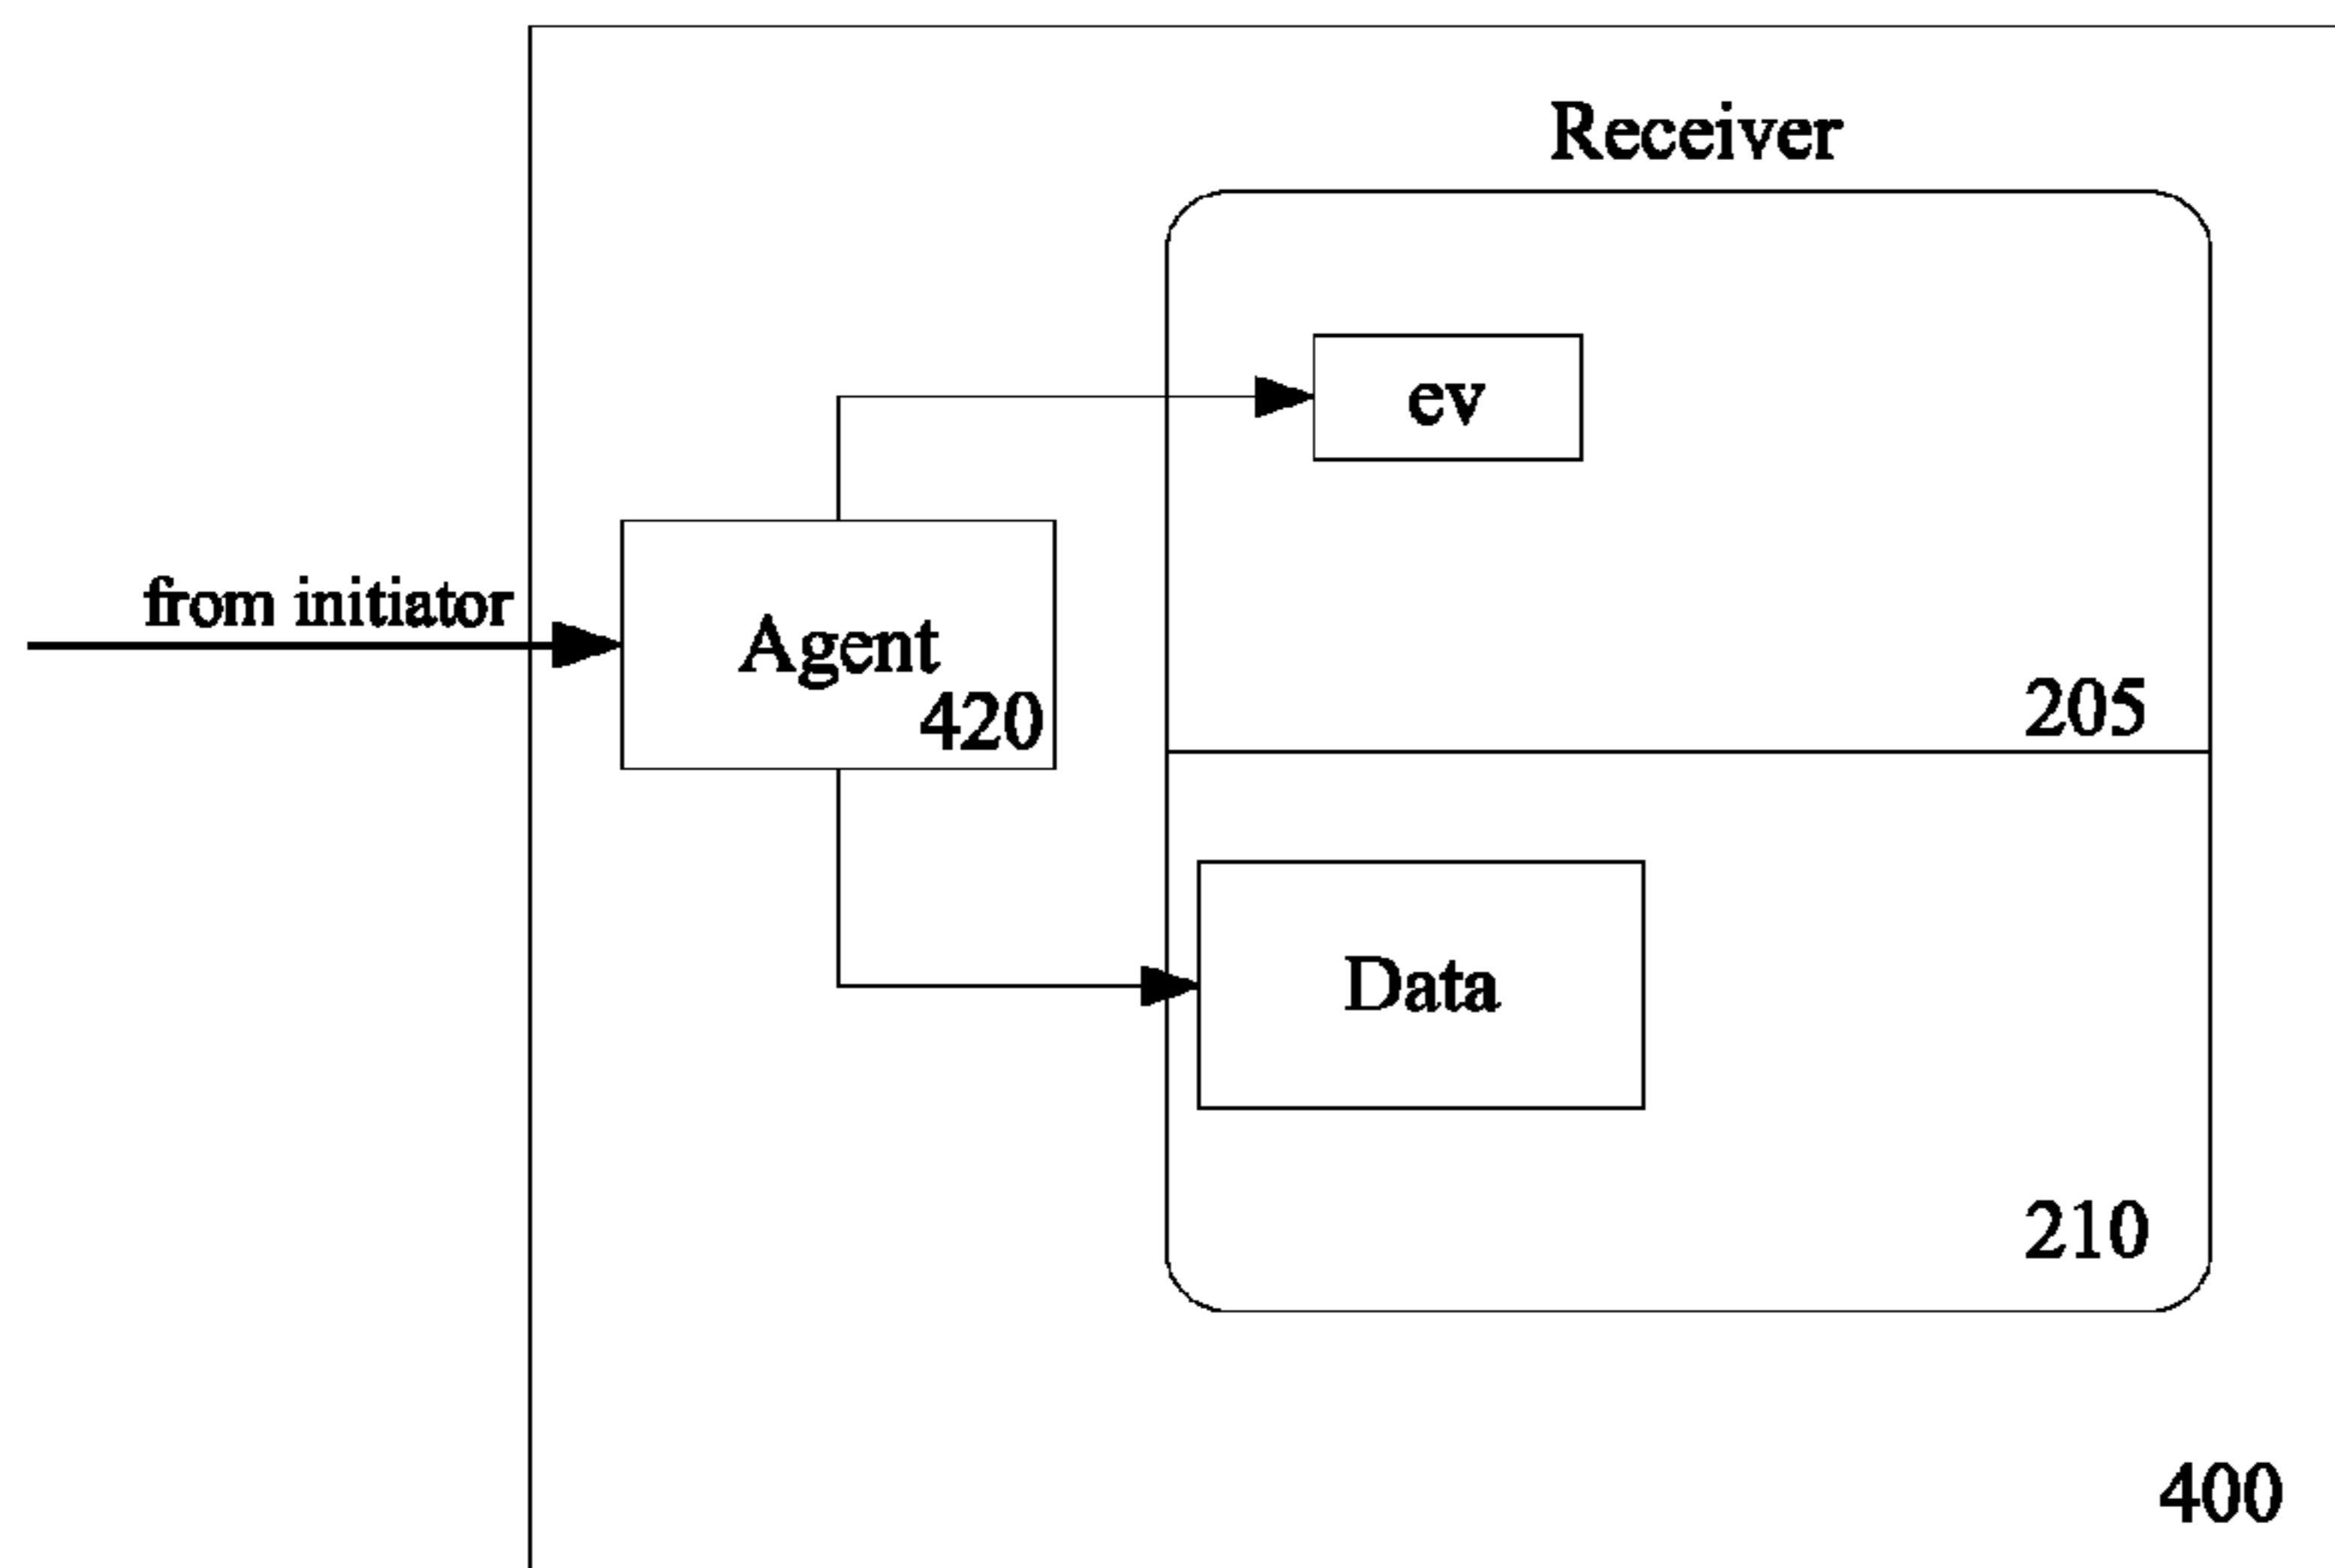 Receiver
ev
from initiator
Agent
420
205
Data
210
400